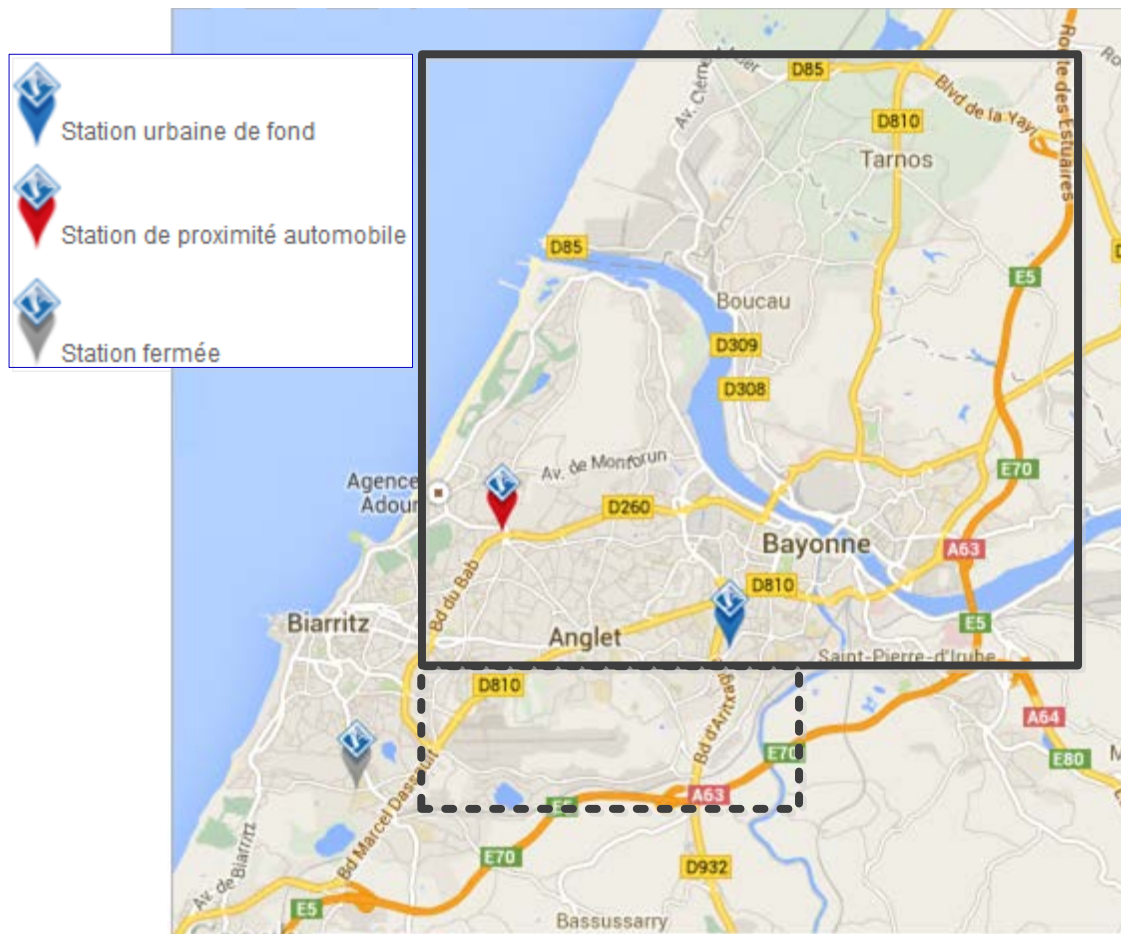 Station urbaine de fond
Station de proximité automobile
Station fermée
D85
Av. Clém
Route des Estuaires
Blvd de la Yayi
D810
Tarnos
D85
E5
Boucau
D309
D308
Av. de Monbrun
E70
Agence
Adour
D260
Bayonne
A63
Bd du Bab
D810
E5
Biarritz
Anglet
Saint-Pierre-d'Irube
D810
A64
E70
E80
Bd Marcel Dassault
A63
E5
E70
D932
Av. de Biarritz
E5
Bassussarry